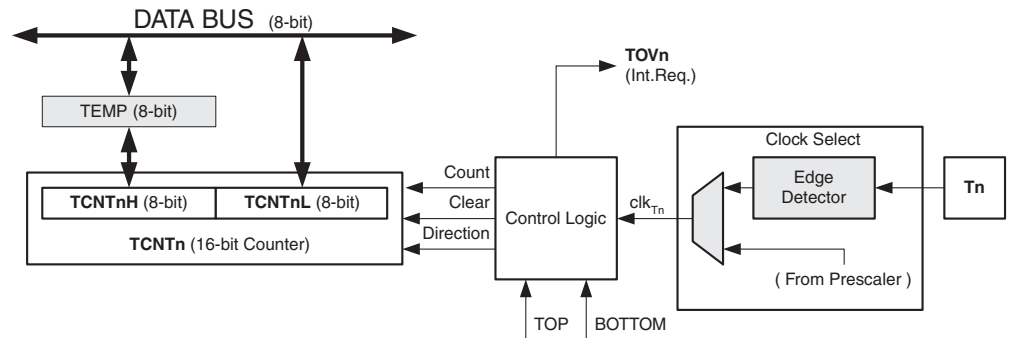 DATA BUS (8-bit)
TOVn
(Int.Req.)
TEMP (8-bit)
Clock Select
Count
Edge
Detector
Tn
TCNTnH (8-bit)
TCNTnL (8-bit)
Clear
Control Logic
clkTn
TCNTn (16-bit Counter)
Direction
( From Prescaler )
TOP
BOTTOM